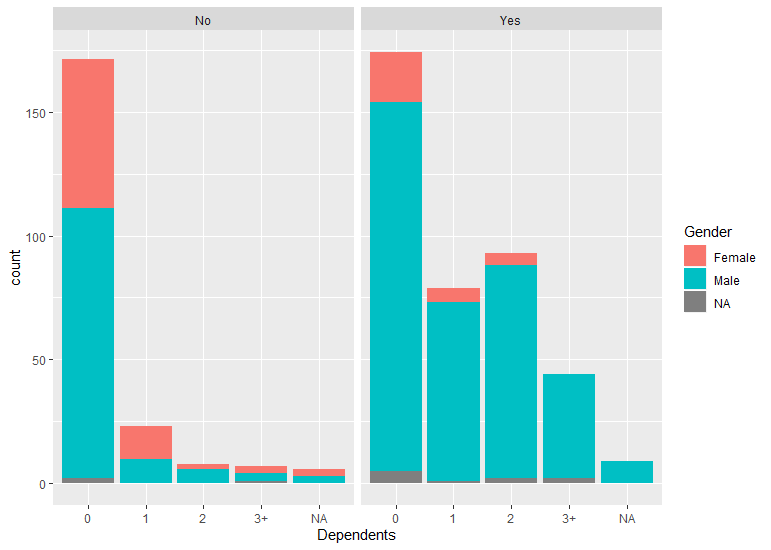 No
Yes
count
150
100
50
0
0
1
2
3+
NA
0
1
2
3+
NA
Dependents
Gender
Female
Male
NA